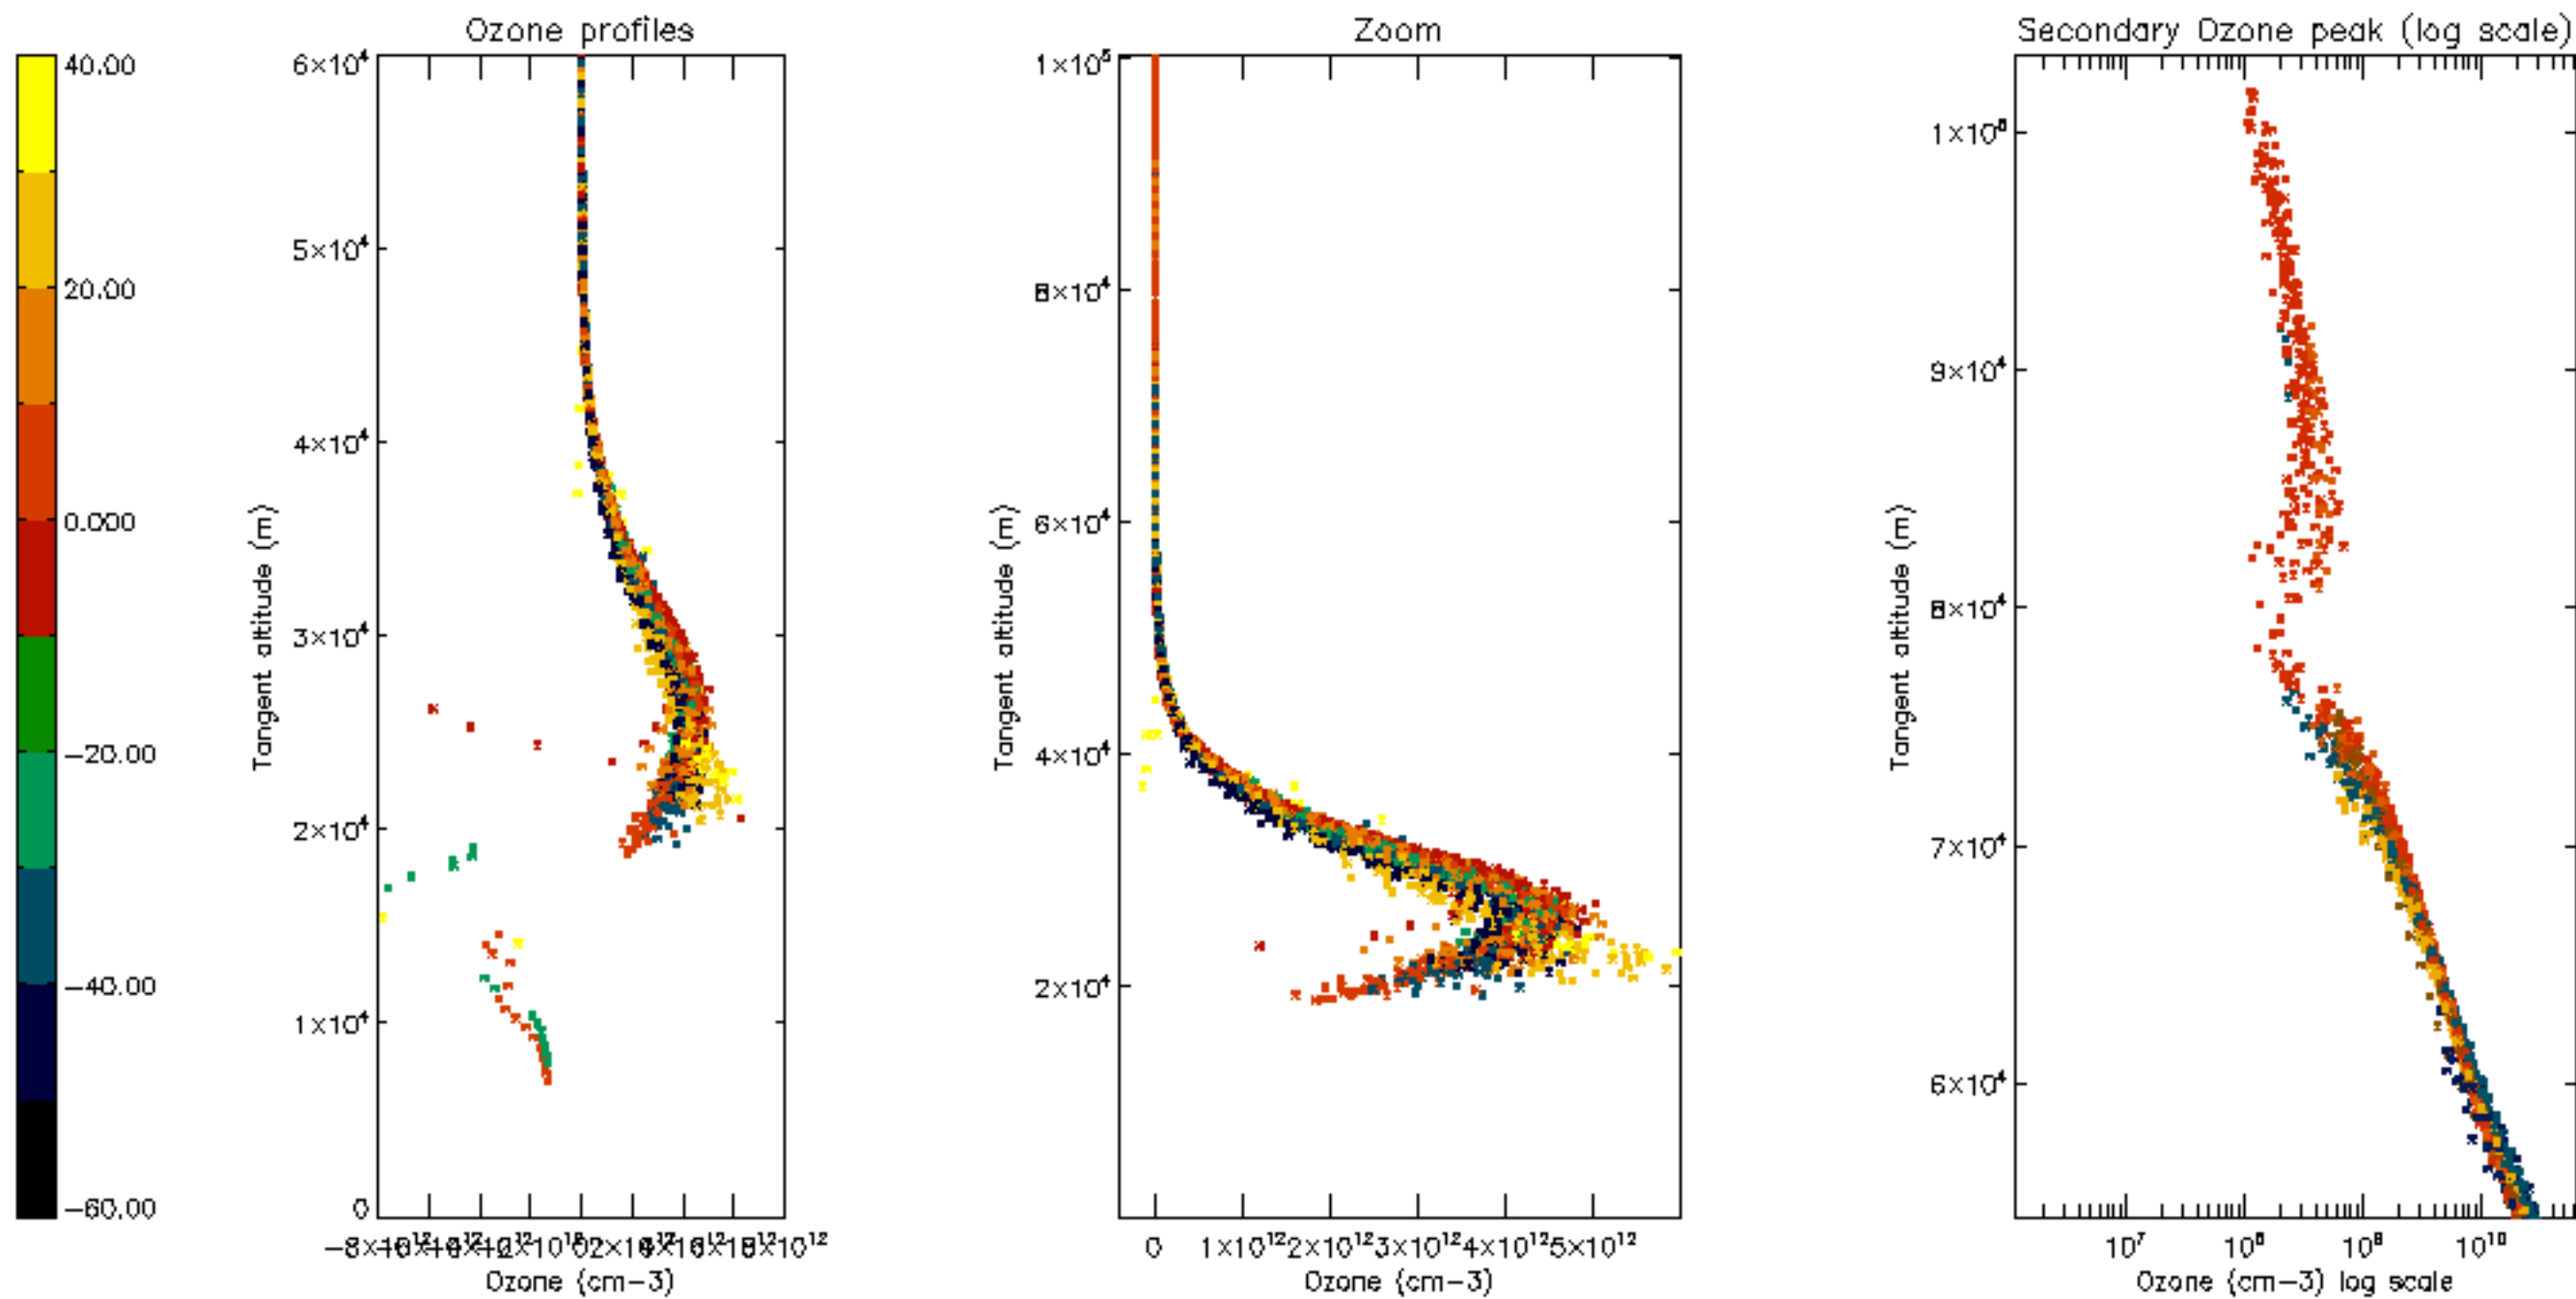 Ozone profiles
Zoom
Secondary Ozone peak (log scale)
40.00
20.00
0.000
−20.00
−40.00
−60.00
6×10⁴
5×10⁴
4×10⁴
3×10⁴
2×10⁴
1×10⁴
0
Tangent altitude (m)
Ozone (cm−3)
1×10⁵
8×10⁴
6×10⁴
4×10⁴
2×10⁴
Tangent altitude (m)
0 1×10¹² 2×10¹² 3×10¹² 4×10¹² 5×10¹²
Ozone (cm−3)
1×10⁵
9×10⁴
8×10⁴
7×10⁴
6×10⁴
Tangent altitude (m)
10⁷ 10⁸ 10⁹ 10¹⁰
Ozone (cm−3) log scale